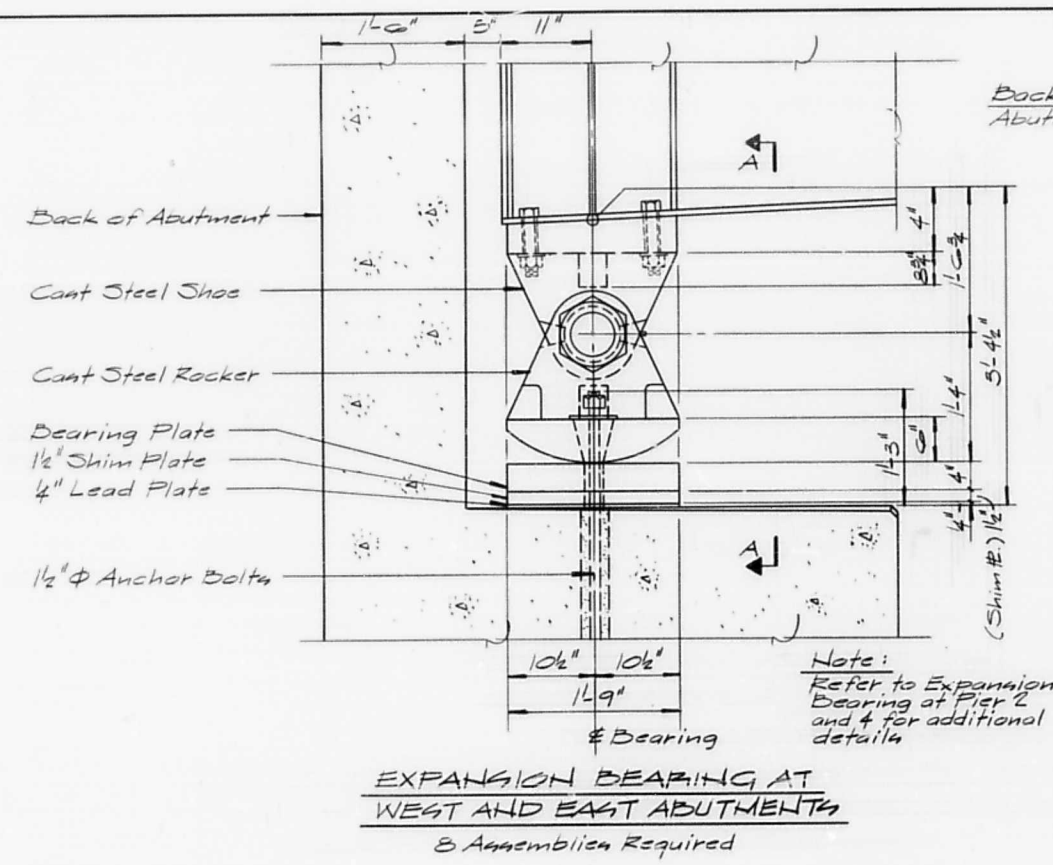 1'-6" 5" 11"
Back
Abut
A
Back of Abutment
Cast Steel Shoe
Cast Steel Rocker
Bearing Plate
1½" Shim Plate
¼" Lead Plate
1½" Φ Anchor Bolts
4"
3¾"
1'-6¾"
3'-4½"
1'-4"
6"
1'-3"
4"
¼"
1½"
(Shim ℙ.)
A
10½" 10½"
1'-9"
℄ Bearing
Note:
Refer to Expansion
Bearing at Pier 2
and 4 for additional
details
EXPANSION BEARING AT
WEST AND EAST ABUTMENTS
8 Assemblies Required